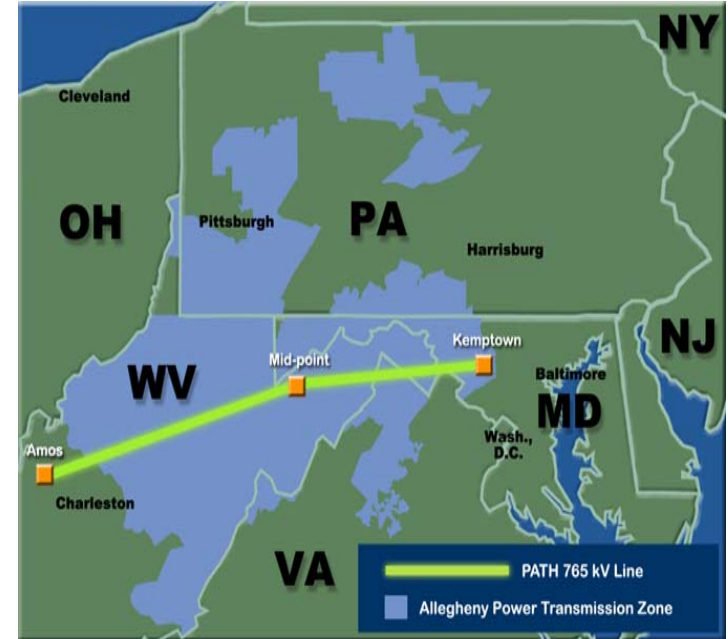 NY
Cleveland
OH
Pittsburgh
PA
Harrisburg
NJ
Kemptown
Mid-point
WV
Baltimore
MD
Wash.,
D.C.
Amos
Charleston
VA
PATH 765 kV Line
Allegheny Power Transmission Zone